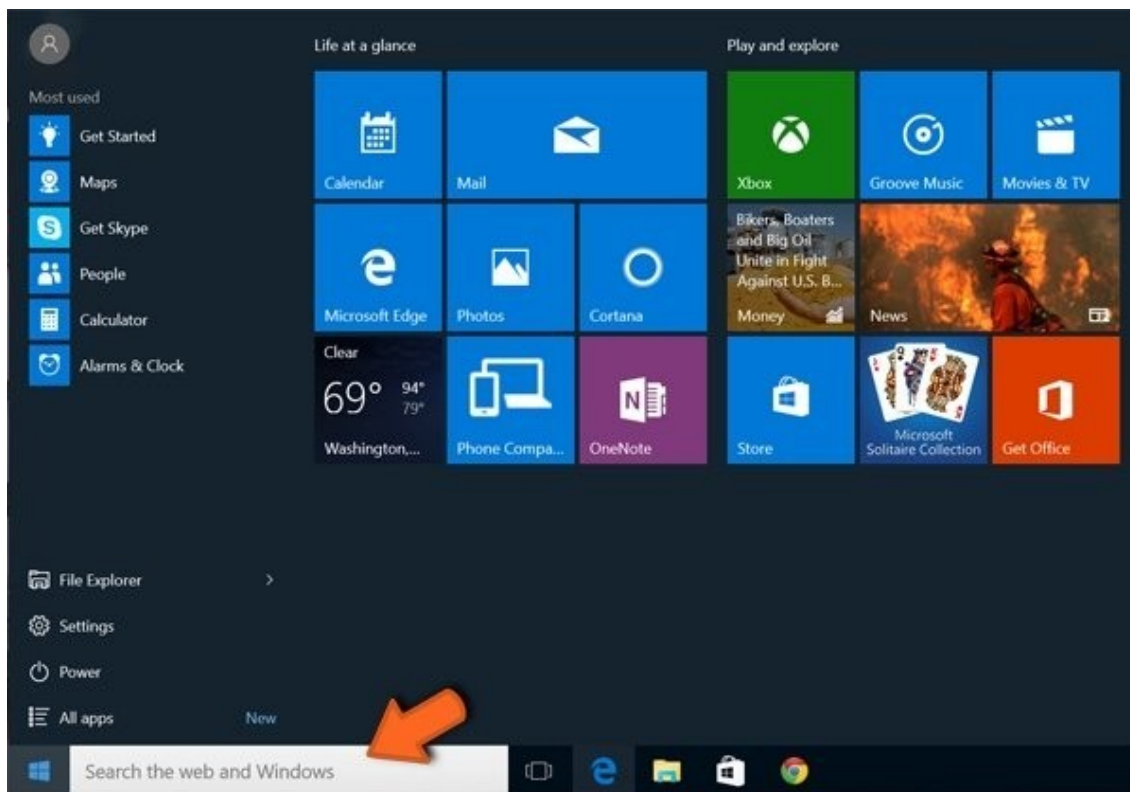 Life at a glance
Play and explore
Most used
Get Started
Maps
Get Skype
People
Calculator
Alarms & Clock
Calendar
Mail
Xbox
Groove Music
Movies & TV
Microsoft Edge
Photos
Cortana
Bikers, Boaters
and Big Oil
Unite in Fight
Against U.S. B...
Money
News
Clear
69° 94°
79°
Washington,...
Phone Compa...
N
OneNote
Store
Microsoft
Solitaire Collection
Get Office
File Explorer
Settings
Power
All apps New
Search the web and Windows